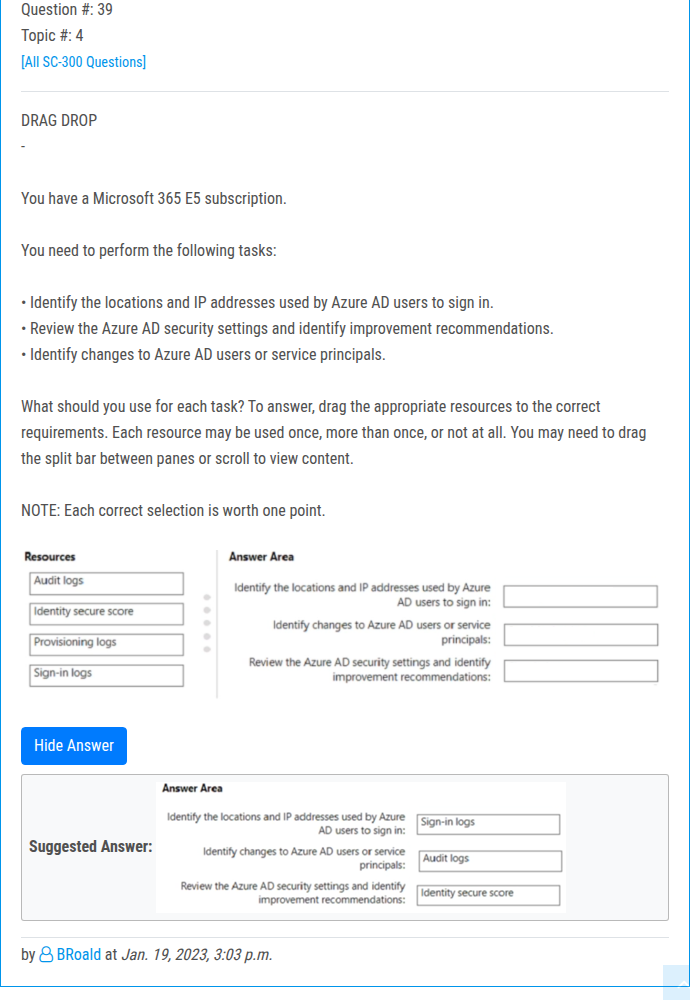 Question #: 39
Topic #: 4
[All SC-300 Questions]
DRAG DROP
-
You have a Microsoft 365 E5 subscription.
You need to perform the following tasks:
• Identify the locations and IP addresses used by Azure AD users to sign in.
• Review the Azure AD security settings and identify improvement recommendations.
• Identify changes to Azure AD users or service principals.
What should you use for each task? To answer, drag the appropriate resources to the correct
requirements. Each resource may be used once, more than once, or not at all. You may need to drag
the split bar between panes or scroll to view content.
NOTE: Each correct selection is worth one point.
Resources
Audit logs
Identity secure score
Provisioning logs
Sign-in logs
Answer Area
Identify the locations and IP addresses used by Azure
AD users to sign in:
Identify changes to Azure AD users or service
principals:
Review the Azure AD security settings and identify
improvement recommendations:
Hide Answer
Suggested Answer:
Answer Area
Identify the locations and IP addresses used by Azure
AD users to sign in:
Sign-in logs
Identify changes to Azure AD users or service
principals:
Audit logs
Review the Azure AD security settings and identify
improvement recommendations:
Identity secure score
by BRoald at Jan. 19, 2023, 3:03 p.m.